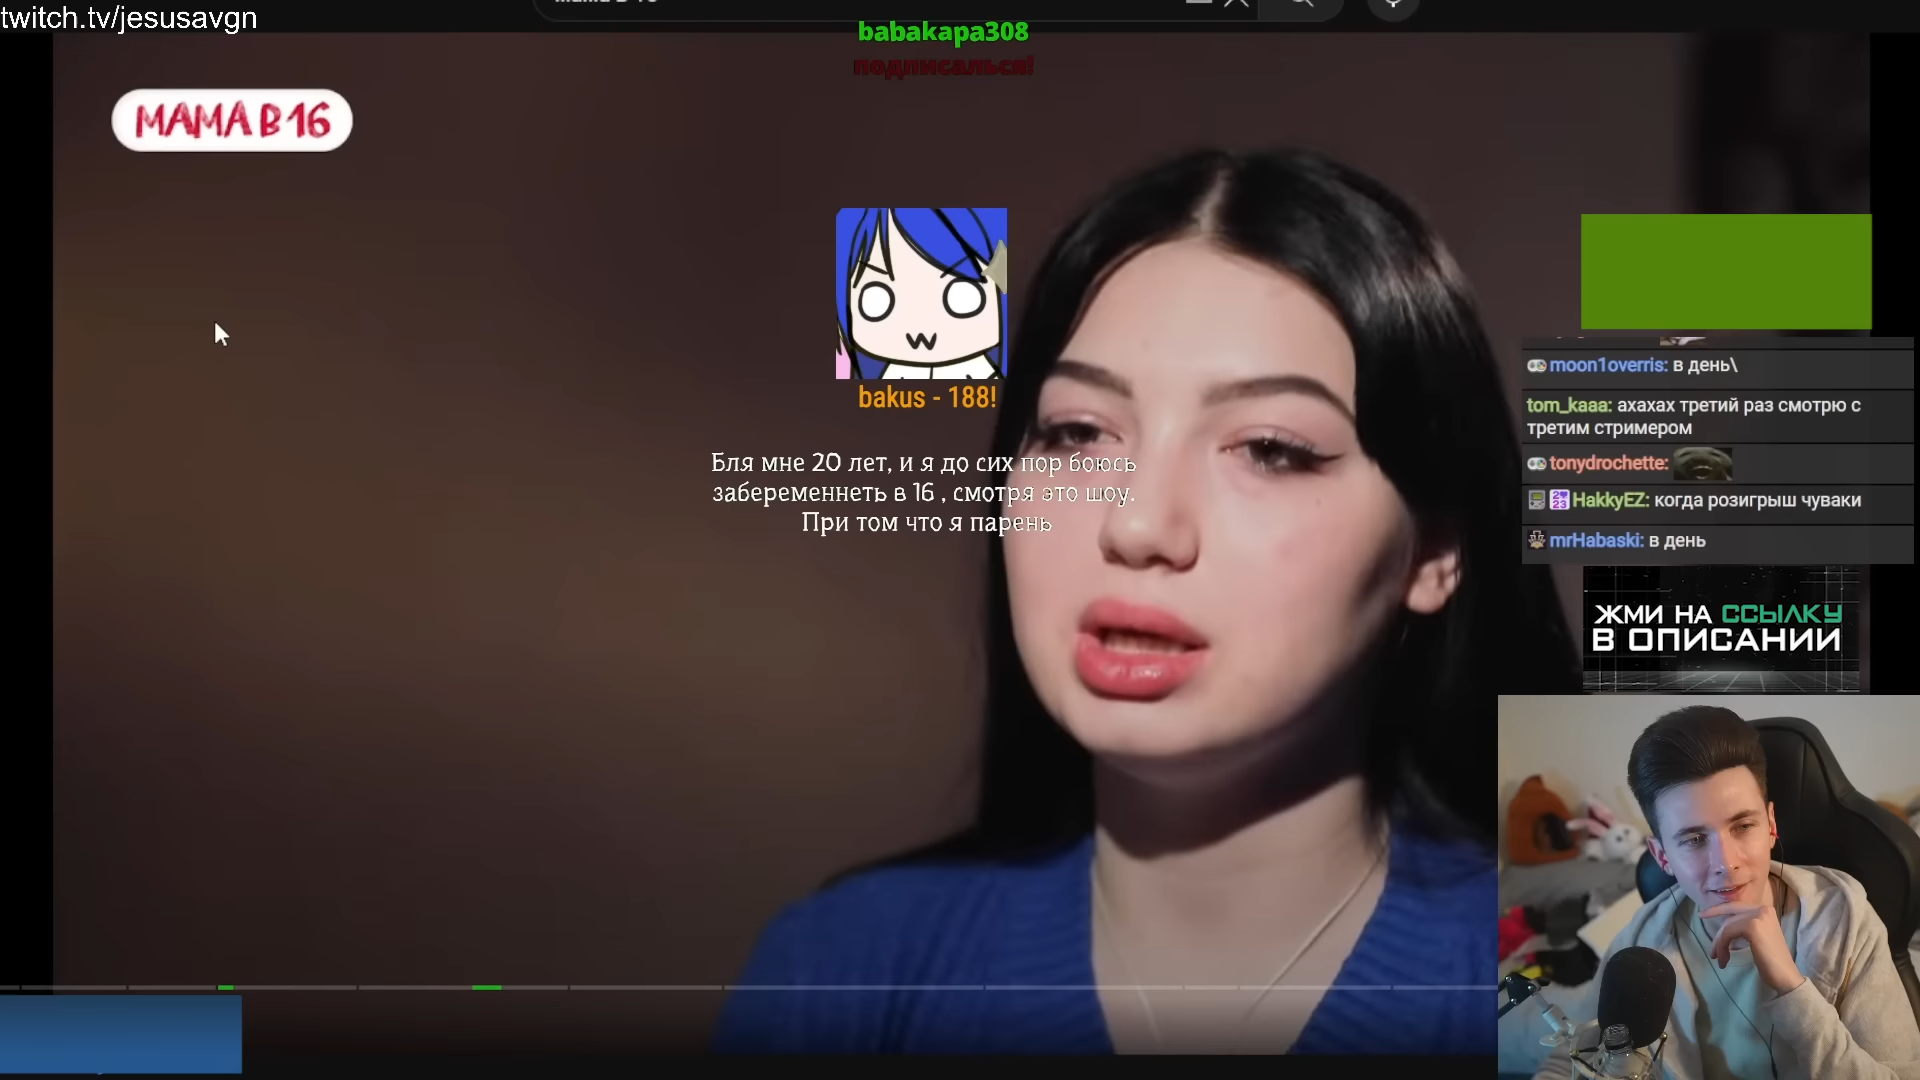 twitch.tv/jesusavgn
babakapa308
подписалься!
МАМА В 16
bakus - 188!
Бля мне 20 лет, и я до сих пор боюсь
забеременнеть в 16 , смотря это шоу.
При том что я парень
moon1overris: в день\
tom_kaaa: ахахах третий раз смотрю с
третим стримером
tonydrochette:
HakkyEZ: когда розигрыш чуваки
mrHabaski: в день
ЖМИ НА ССЫЛКУ
В ОПИСАНИИ